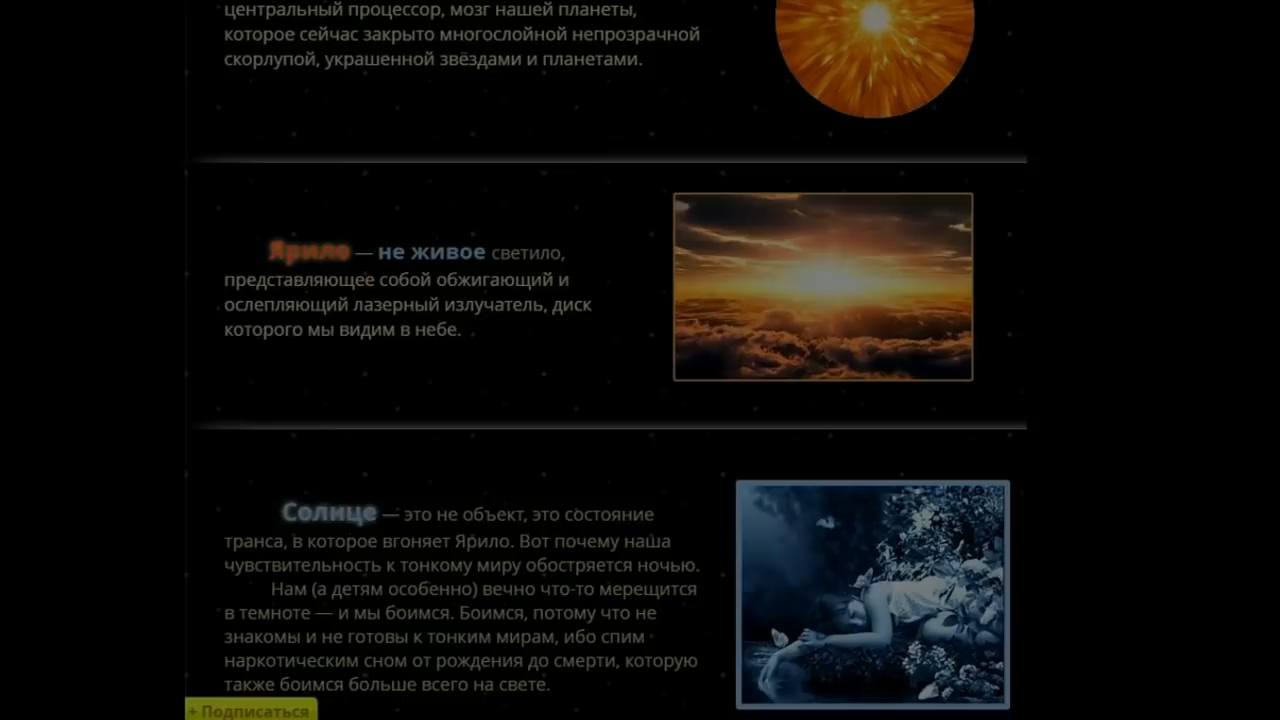 центральный процессор, мозг нашей планеты,
которое сейчас закрыто многослойной непрозрачной
скорлупой, украшенной звёздами и планетами.
Ярило — не живое светило,
представляющее собой обжигающий и
ослепляющий лазерный излучатель, диск
которого мы видим в небе.
Солнце — это не объект, это состояние
транса, в которое вгоняет Ярило. Вот почему наша
чувствительность к тонкому миру обостряется ночью.
Нам (а детям особенно) вечно что-то мерещится
в темноте — и мы боимся. Боимся, потому что не
знакомы и не готовы к тонким мирам, ибо спим
наркотическим сном от рождения до смерти, которую
также боимся больше всего на свете.
+ Подписаться